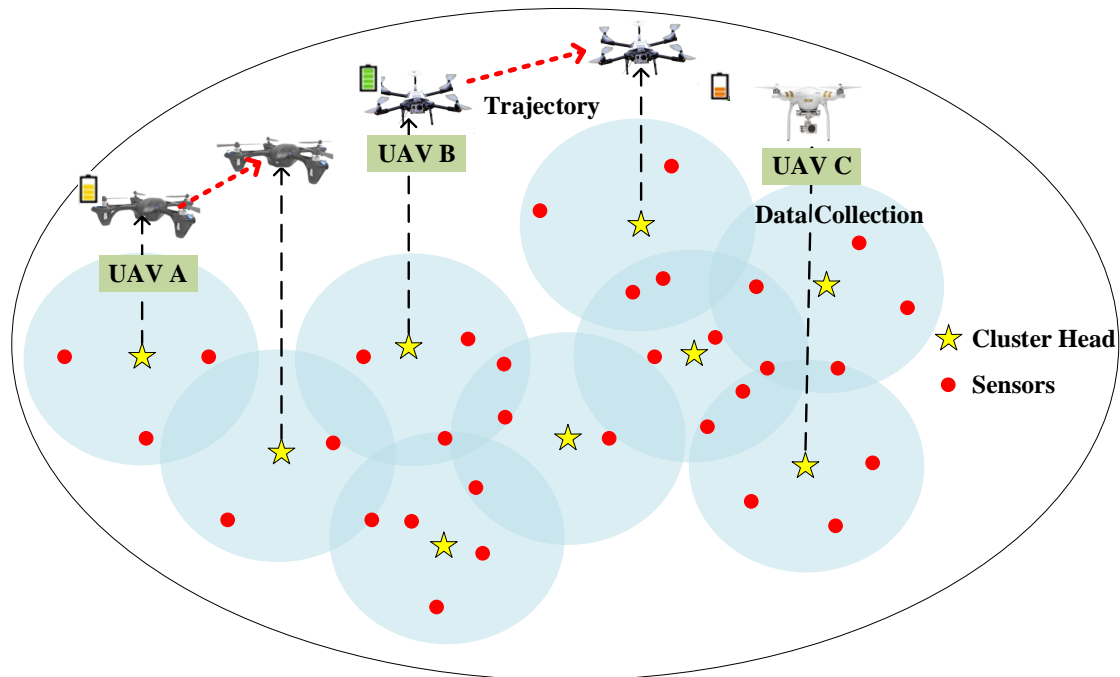 Trajectory
UAV B
UAV C
Data Collection
UAV A
Cluster Head
Sensors